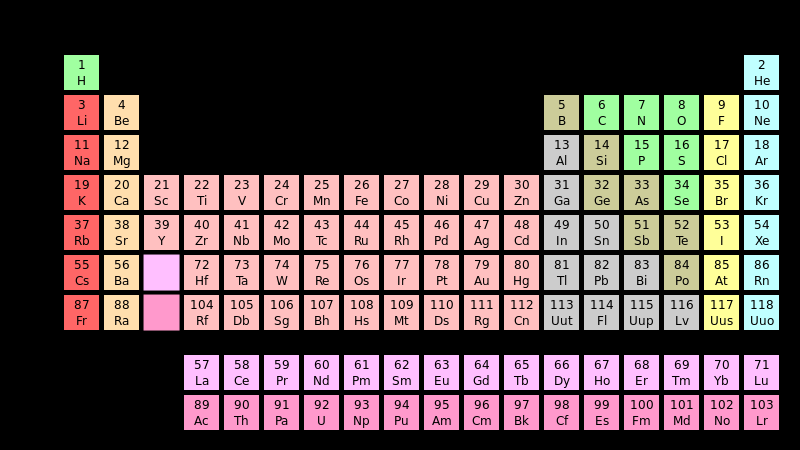 1 2
H He
3 4 5 6 7 8 9 10
Li Be B C N O F Ne
11 12 13 14 15 16 17 18
Na Mg Al Si P S Cl Ar
19 20 21 22 23 24 25 26 27 28 29 30 31 32 33 34 35 36
K Ca Sc Ti V Cr Mn Fe Co Ni Cu Zn Ga Ge As Se Br Kr
37 38 39 40 41 42 43 44 45 46 47 48 49 50 51 52 53 54
Rb Sr Y Zr Nb Mo Tc Ru Rh Pd Ag Cd In Sn Sb Te I Xe
55 56 72 73 74 75 76 77 78 79 80 81 82 83 84 85 86
Cs Ba Hf Ta W Re Os Ir Pt Au Hg Tl Pb Bi Po At Rn
87 88 104 105 106 107 108 109 110 111 112 113 114 115 116 117 118
Fr Ra Rf Db Sg Bh Hs Mt Ds Rg Cn Uut Fl Uup Lv Uus Uuo
57 58 59 60 61 62 63 64 65 66 67 68 69 70 71
La Ce Pr Nd Pm Sm Eu Gd Tb Dy Ho Er Tm Yb Lu
89 90 91 92 93 94 95 96 97 98 99 100 101 102 103
Ac Th Pa U Np Pu Am Cm Bk Cf Es Fm Md No Lr